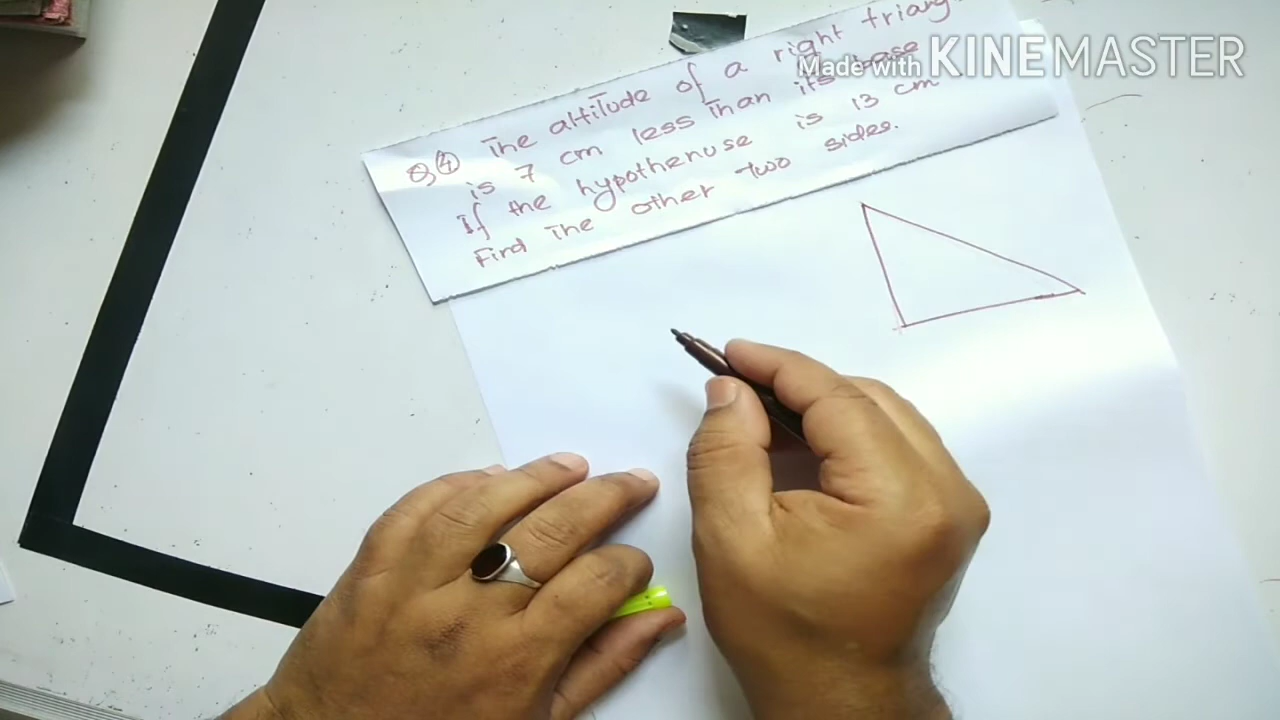 Made with KINEMASTER
Q④ The altitude of a right
is 7 cm less than its base
If the hypothenuse is 13 cm
Find the other two sides.